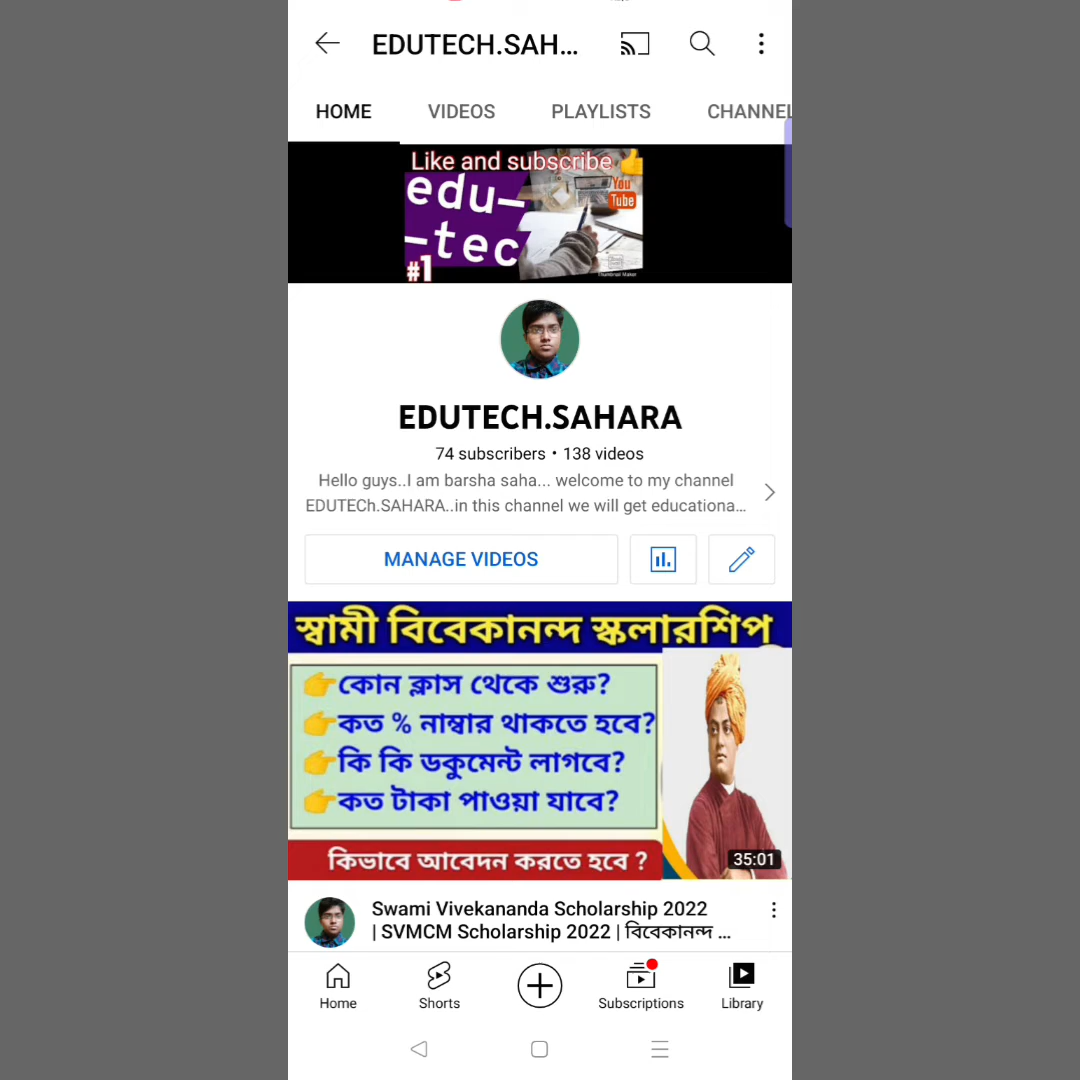 EDUTECH.SAH...
HOME VIDEOS PLAYLISTS CHANNEL
Like and subscribe 👍
edu-
-tec
#1
You
Tube
Thumbnail Maker
EDUTECH.SAHARA
74 subscribers • 138 videos
Hello guys..I am barsha saha... welcome to my channel
EDUTECh.SAHARA..in this channel we will get educationa...
MANAGE VIDEOS
স্বামী বিবেকানন্দ স্কলারশিপ
👉কোন ক্লাস থেকে শুরু?
👉কত % নাম্বার থাকতে হবে?
👉কি কি ডকুমেন্ট লাগবে?
👉কত টাকা পাওয়া যাবে?
কিভাবে আবেদন করতে হবে ?
35:01
Swami Vivekananda Scholarship 2022
| SVMCM Scholarship 2022 | বিবেকানন্দ ...
Home Shorts Subscriptions Library